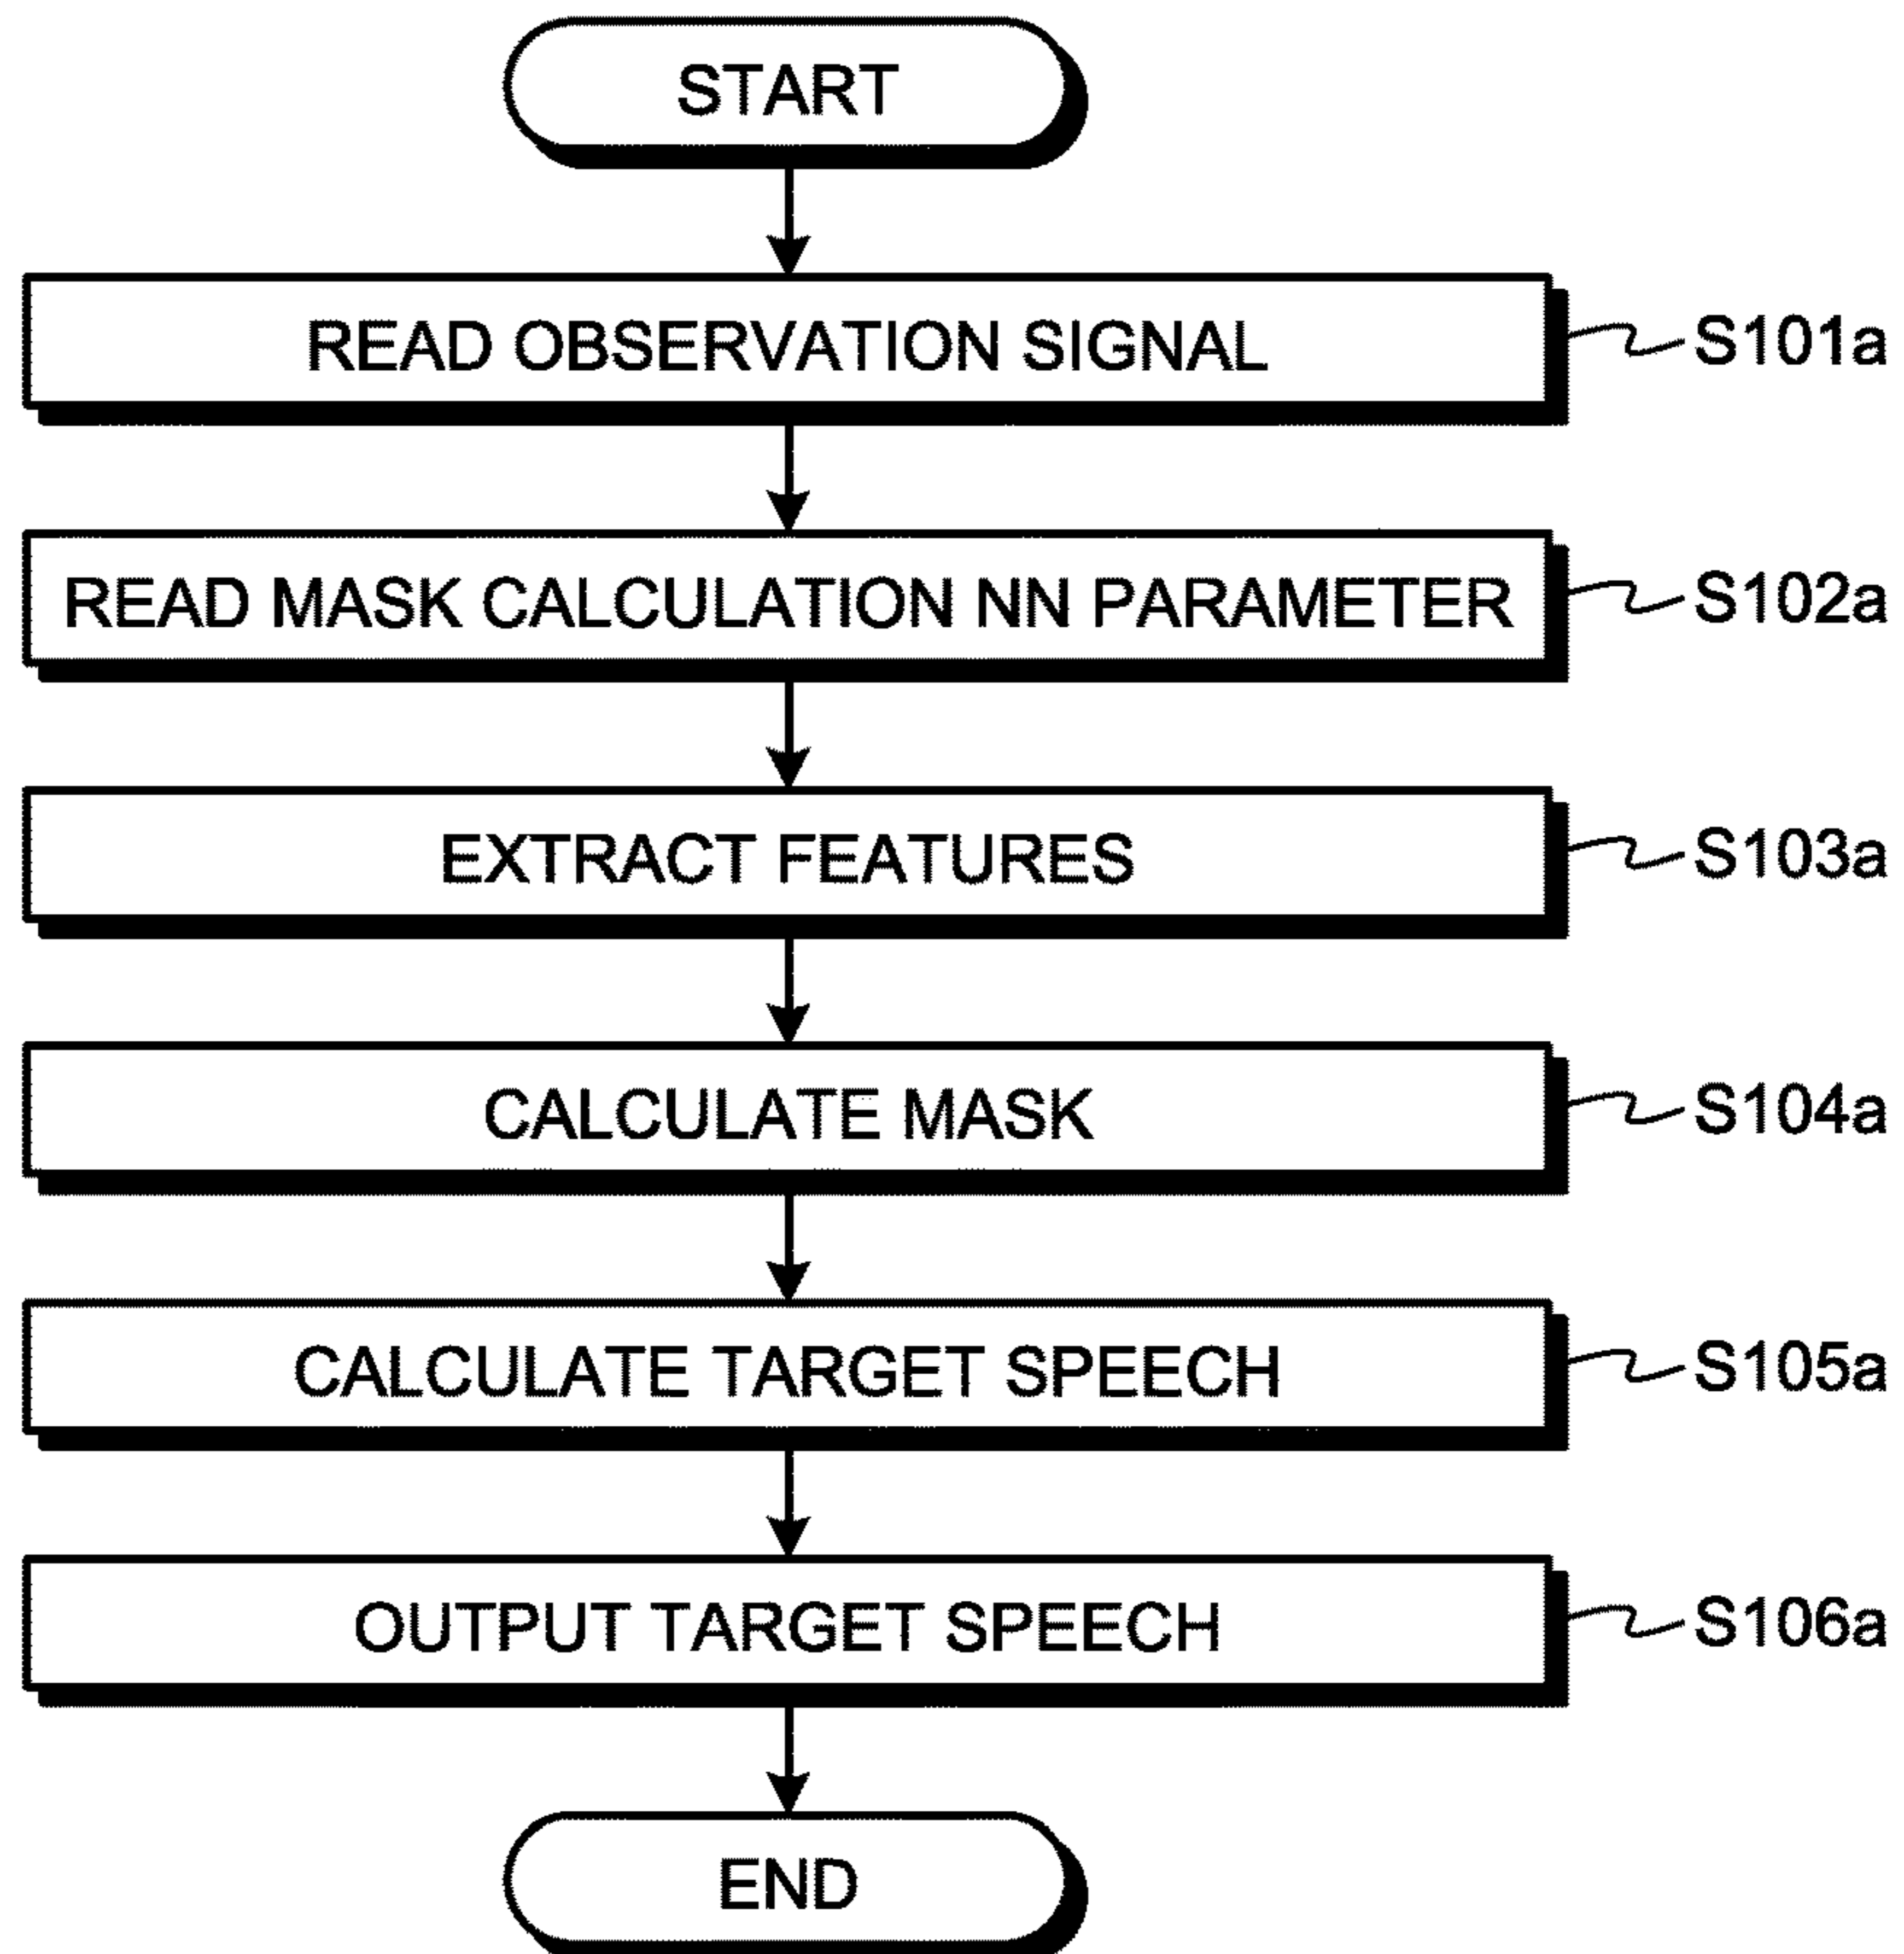 START
READ OBSERVATION SIGNAL
S101a
READ MASK CALCULATION NN PARAMETER
S102a
EXTRACT FEATURES
S103a
CALCULATE MASK
S104a
CALCULATE TARGET SPEECH
S105a
OUTPUT TARGET SPEECH
S106a
END